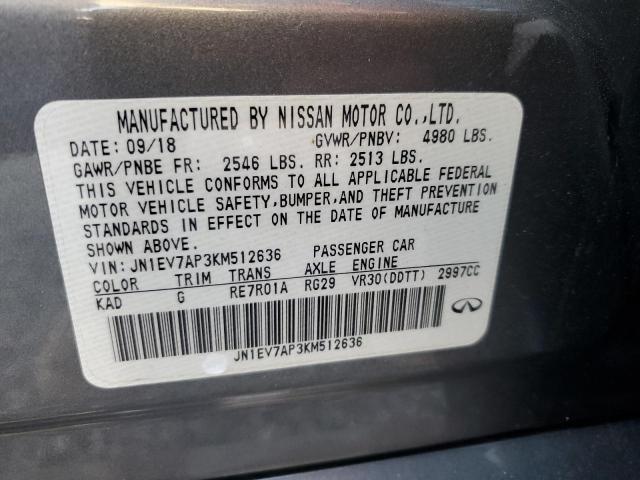 MANUFACTURED BY NISSAN MOTOR CO.,LTD.
DATE: 09/18 GVWR/PNBV: 4980 LBS.
GAWR/PNBE FR: 2546 LBS. RR: 2513 LBS.
THIS VEHICLE CONFORMS TO ALL APPLICABLE FEDERAL
MOTOR VEHICLE SAFETY,BUMPER,AND THEFT PREVENTION
STANDARDS IN EFFECT ON THE DATE OF MANUFACTURE
SHOWN ABOVE.
VIN: JN1EV7AP3KM512636 PASSENGER CAR
COLOR TRIM TRANS AXLE ENGINE
KAD G RE7R01A RG29 VR30(DDTT) 2997CC
JN1EV7AP3KM512636